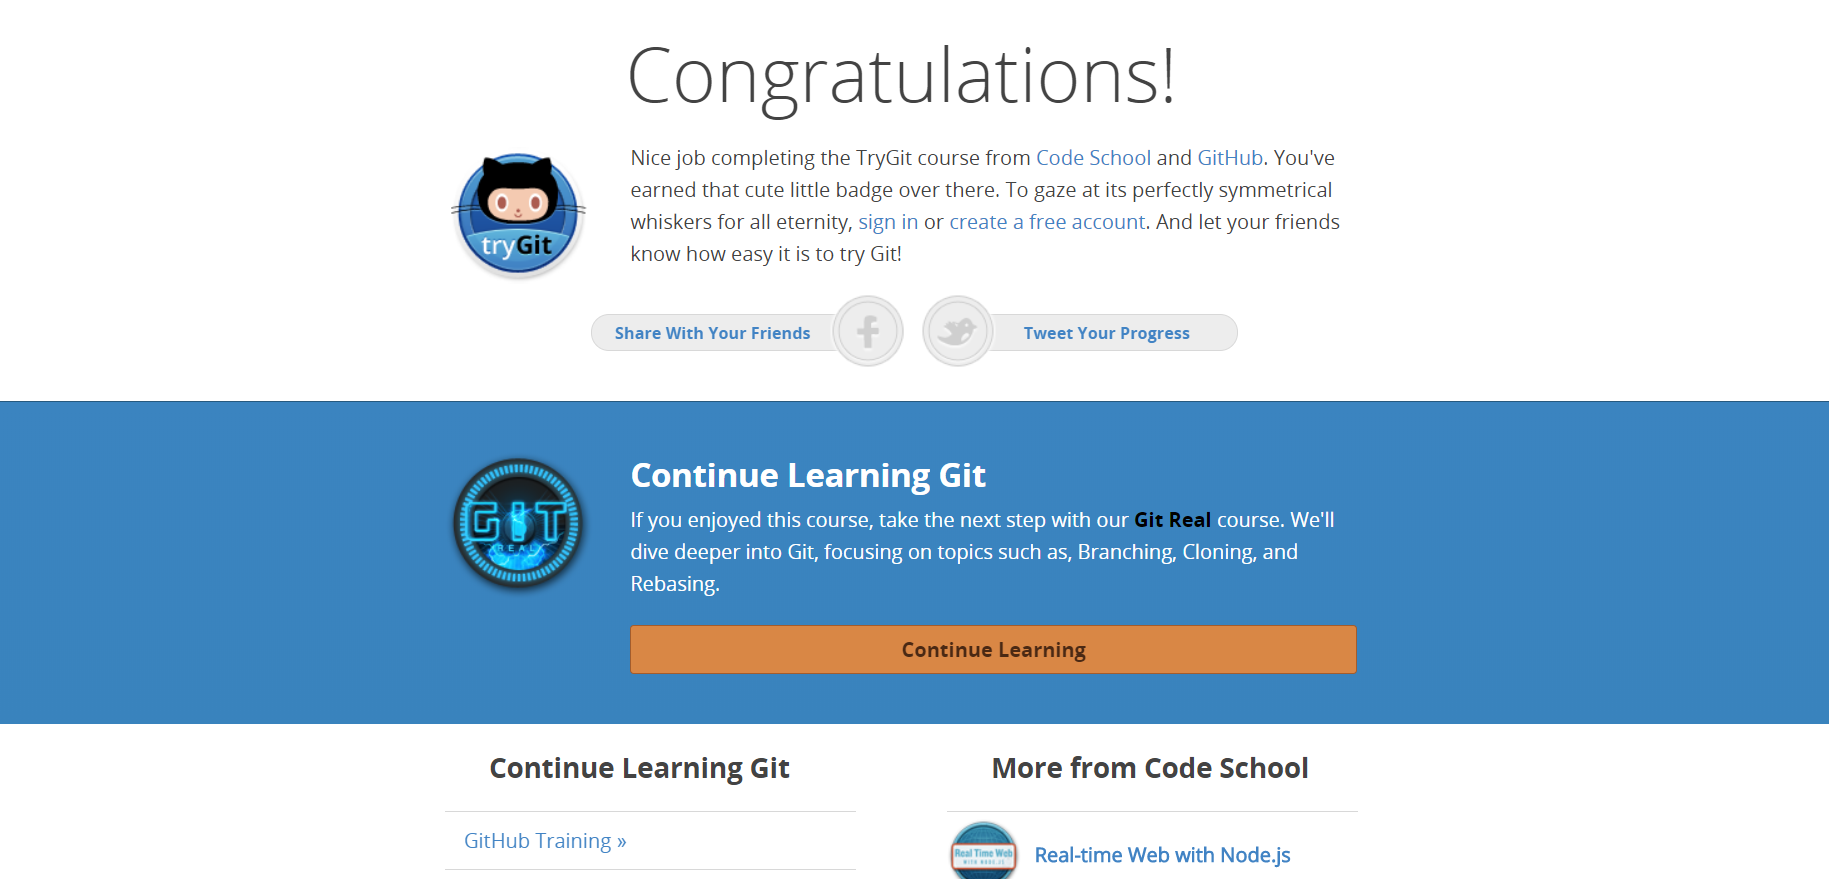 Congratulations!
Nice job completing the TryGit course from Code School and GitHub. You've
earned that cute little badge over there. To gaze at its perfectly symmetrical
whiskers for all eternity, sign in or create a free account. And let your friends
know how easy it is to try Git!
tryGit
Share With Your Friends
Tweet Your Progress
Continue Learning Git
If you enjoyed this course, take the next step with our Git Real course. We'll
dive deeper into Git, focusing on topics such as, Branching, Cloning, and
Rebasing.
GIT
REAL
Continue Learning
Continue Learning Git
GitHub Training »
More from Code School
Real Time Web
WITH NODE.JS
Real-time Web with Node.js